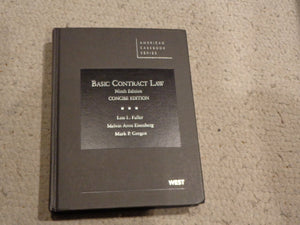 AMERICAN
CASEBOOK
SERIES
BASIC CONTRACT LAW
Ninth Edition
CONCISE EDITION
Lon L. Fuller
Melvin Aron Eisenberg
Mark P. Gergen
WEST